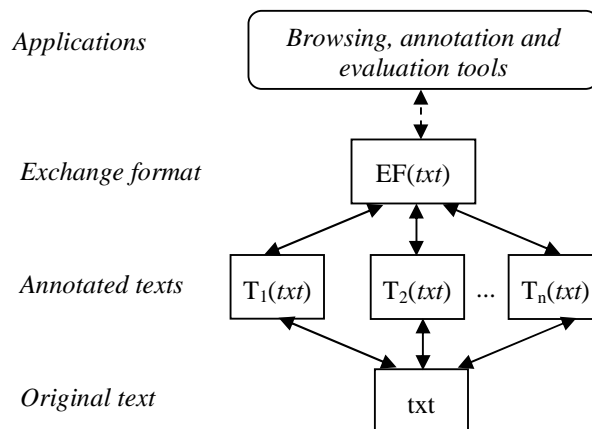 Applications
Browsing, annotation and
evaluation tools
Exchange format
EF(txt)
Annotated texts
T1(txt)
T2(txt)
...
Tn(txt)
Original text
txt